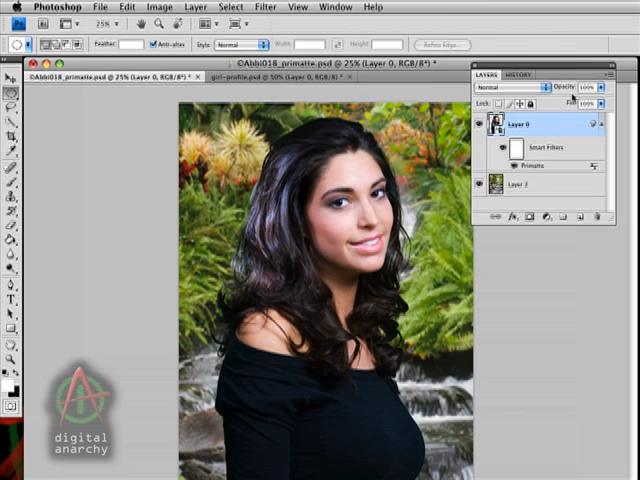 Photoshop File Edit Image Layer Select Filter View Window Help
Ps Br 25%
Feather: Anti-alias Style: Normal Width: Height: Refine Edge...
©Abbi018_primatte.psd @ 25% (Layer 0, RGB/8*) *
©Abbi018_primatte.psd @ 25% (Layer 0, RGB/8*) * × girl-profile.psd @ 50% (Layer 0, RGB/8*) * ×
LAYERS HISTORY
Normal Opacity: 100%
Lock: Fill: 100%
Layer 0
Smart Filters
Primatte
Layer 2
digital
anarchy